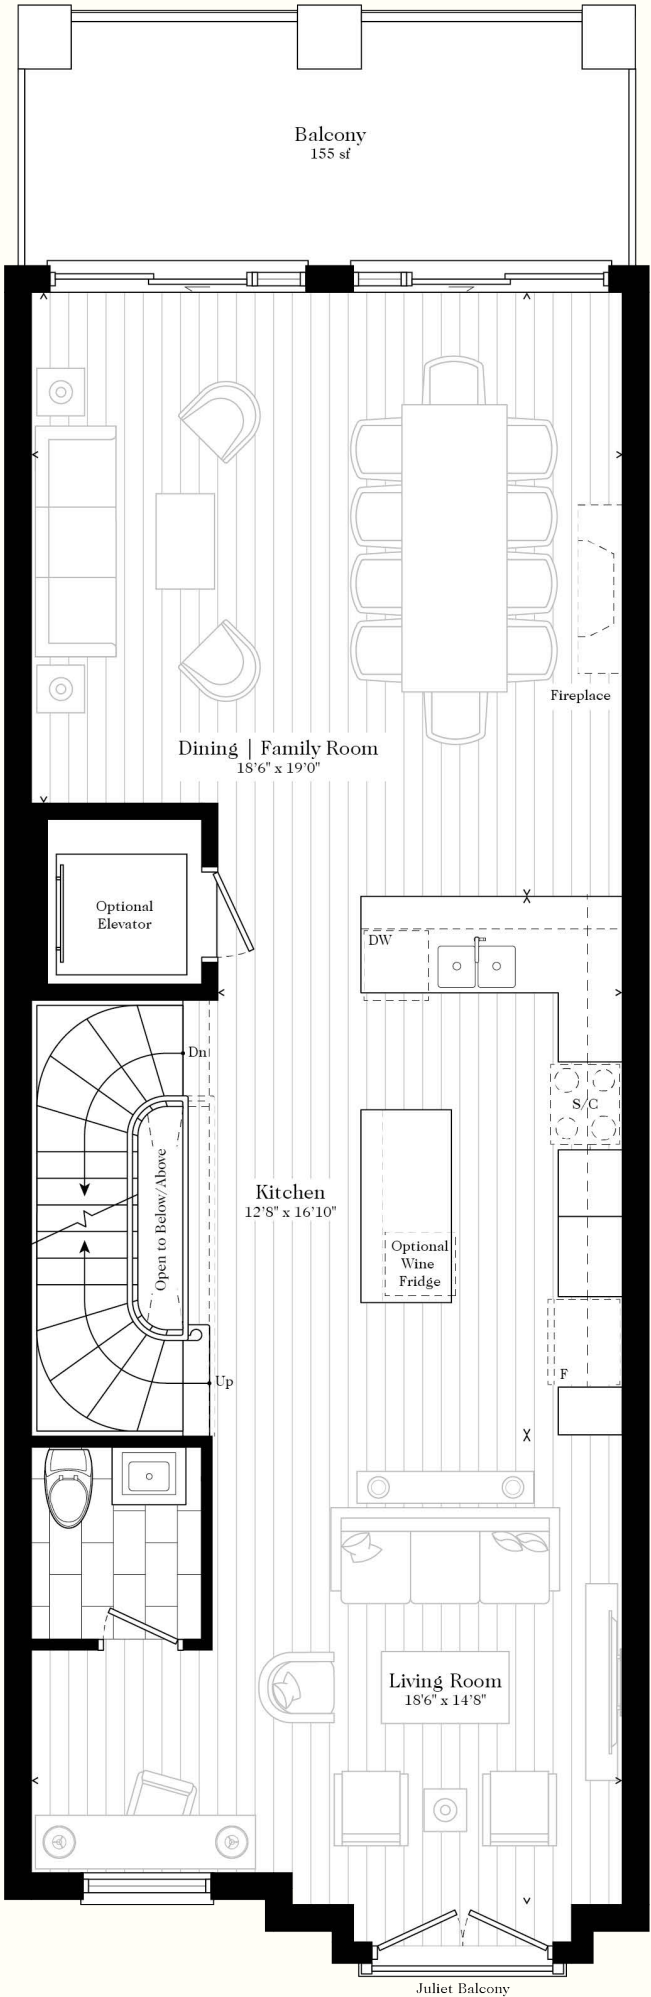 Balcony
155 sf
Fireplace
Dining | Family Room
18'6" x 19'0"
Optional
Elevator
DW
Dn
S/C
Open to Below/Above
Kitchen
12'8" x 16'10"
Optional
Wine
Fridge
F
Up
Living Room
18'6" x 14'8"
Juliet Balcony